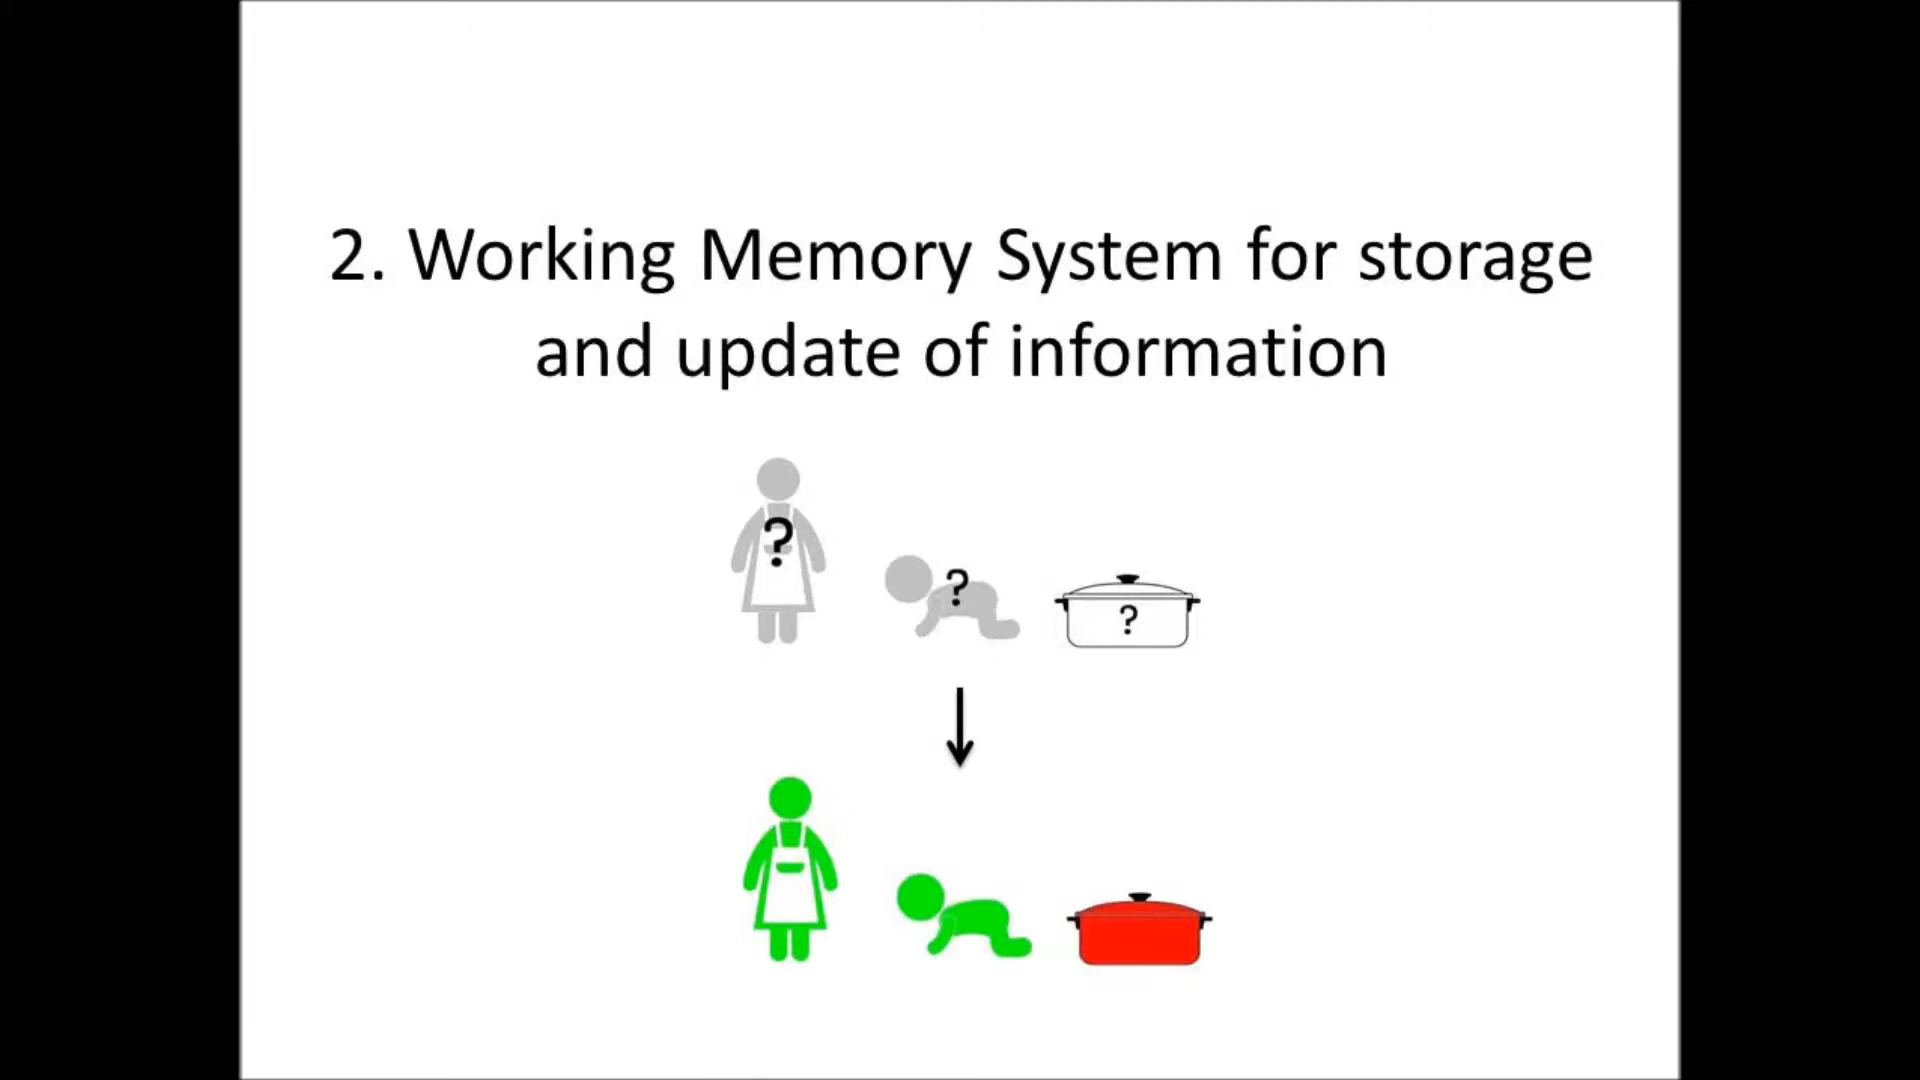 2. Working Memory System for storage
and update of information
?
?
?